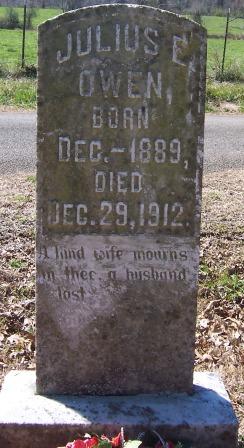 JULIUS E.
OWEN,
BORN
DEC.-1889,
DIED
DEC. 29, 1912.
A kind wife mourns
in thee a husband
lost